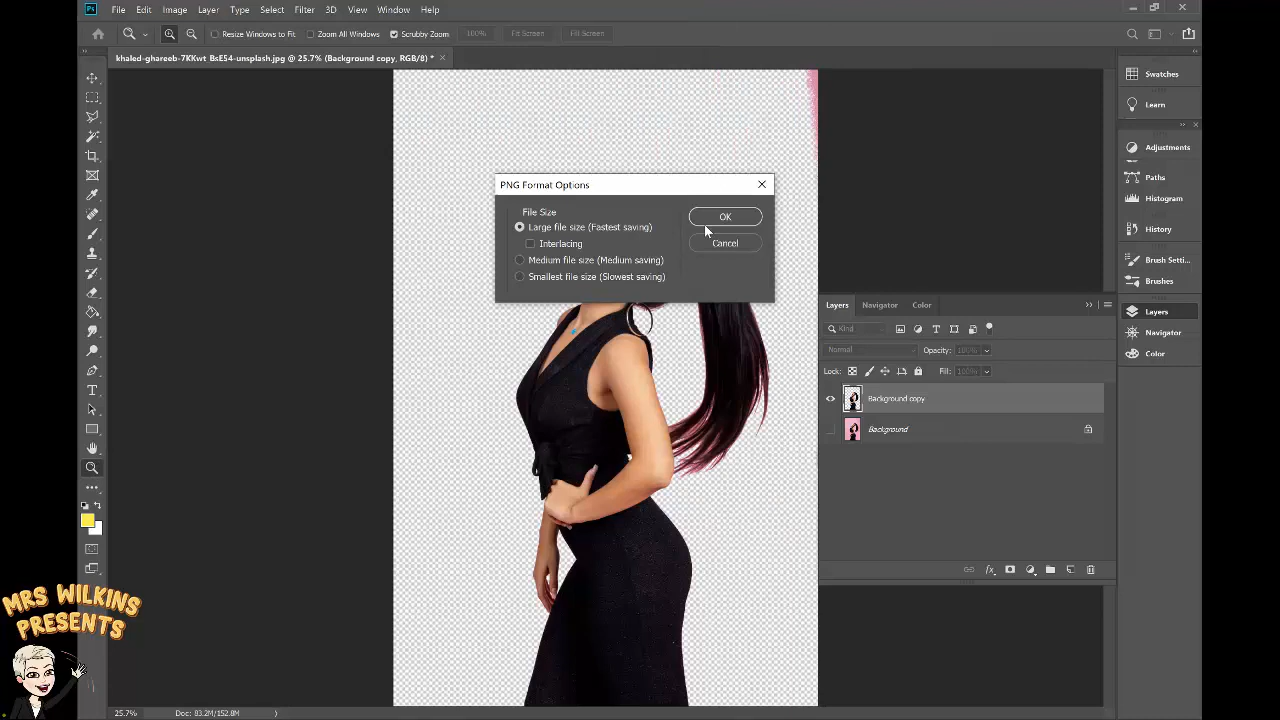 Ps File Edit Image Layer Type Select Filter 3D View Window Help
Resize Windows to Fit Zoom All Windows Scrubby Zoom 100% Fit Screen Fill Screen
khaled-ghareeb-7KKwt BsE54-unsplash.jpg @ 25.7% (Background copy, RGB/8) *
PNG Format Options
File Size
Large file size (Fastest saving)
Interlacing
Medium file size (Medium saving)
Smallest file size (Slowest saving)
OK
Cancel
Swatches
Learn
Adjustments
Paths
Histogram
History
Brush Setti...
Brushes
Layers
Navigator
Color
Layers Navigator Color
Kind
Normal Opacity: 100%
Lock: Fill: 100%
Background copy
Background
MRS WILKINS
PRESENTS
25.7% Doc: 83.2M/152.8M